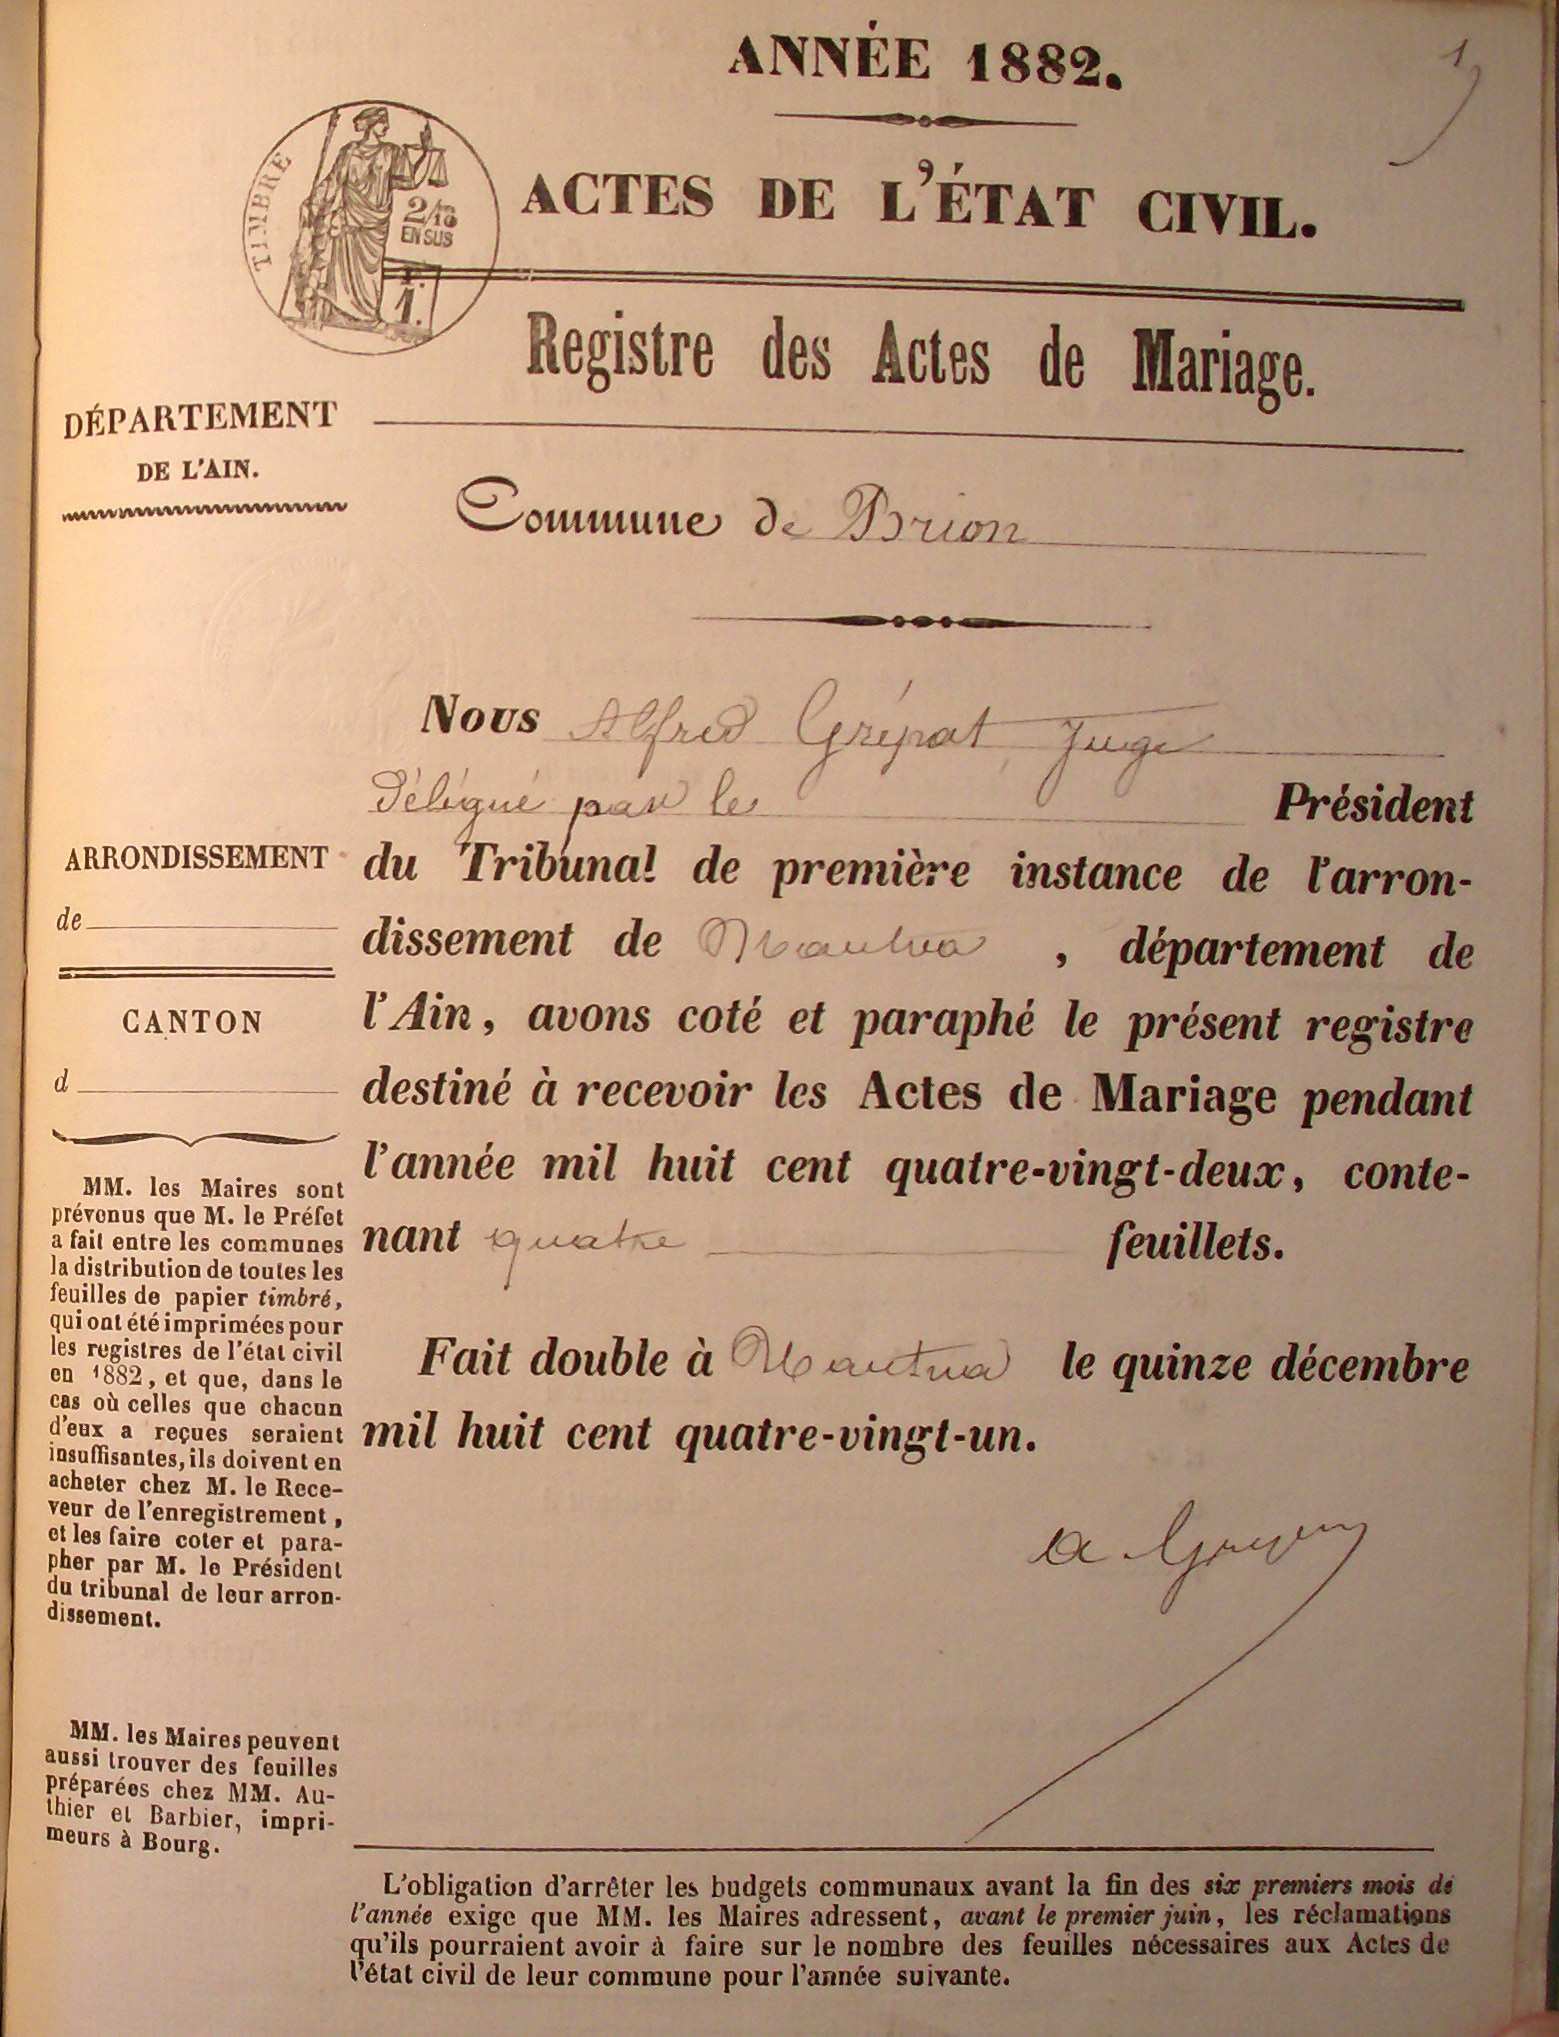 ANNÉE 1882.
1
ACTES DE L'ÉTAT CIVIL.
TIMBRE
2/10
EN SUS
1.
Registre des Actes de Mariage.
DÉPARTEMENT
DE L'AIN.
Commune de Brion
Nous Alfred Grépat, Juge
délégué par le Président
du Tribunal de première instance de l'arron-
dissement de Nantua, département de
l'Ain, avons coté et paraphé le présent registre
destiné à recevoir les Actes de Mariage pendant
l'année mil huit cent quatre-vingt-deux, conte-
nant quatre feuillets.
Fait double à Nantua le quinze décembre
mil huit cent quatre-vingt-un.
ARRONDISSEMENT
de
CANTON
d
MM. les Maires sont
prévenus que M. le Préfet
a fait entre les communes
la distribution de toutes les
feuilles de papier timbré,
qui ont été imprimées pour
les registres de l'état civil
en 1882, et que, dans le
cas où celles que chacun
d'eux a reçues seraient
insuffisantes, ils doivent en
acheter chez M. le Rece-
veur de l'enregistrement,
et les faire coter et para-
pher par M. le Président
du tribunal de leur arron-
dissement.
MM. les Maires peuvent
aussi trouver des feuilles
préparées chez MM. Au-
thier et Barbier, impri-
meurs à Bourg.
L'obligation d'arrêter les budgets communaux avant la fin des six premiers mois de
l'année exige que MM. les Maires adressent, avant le premier juin, les réclamations
qu'ils pourraient avoir à faire sur le nombre des feuilles nécessaires aux Actes de
l'état civil de leur commune pour l'année suivante.